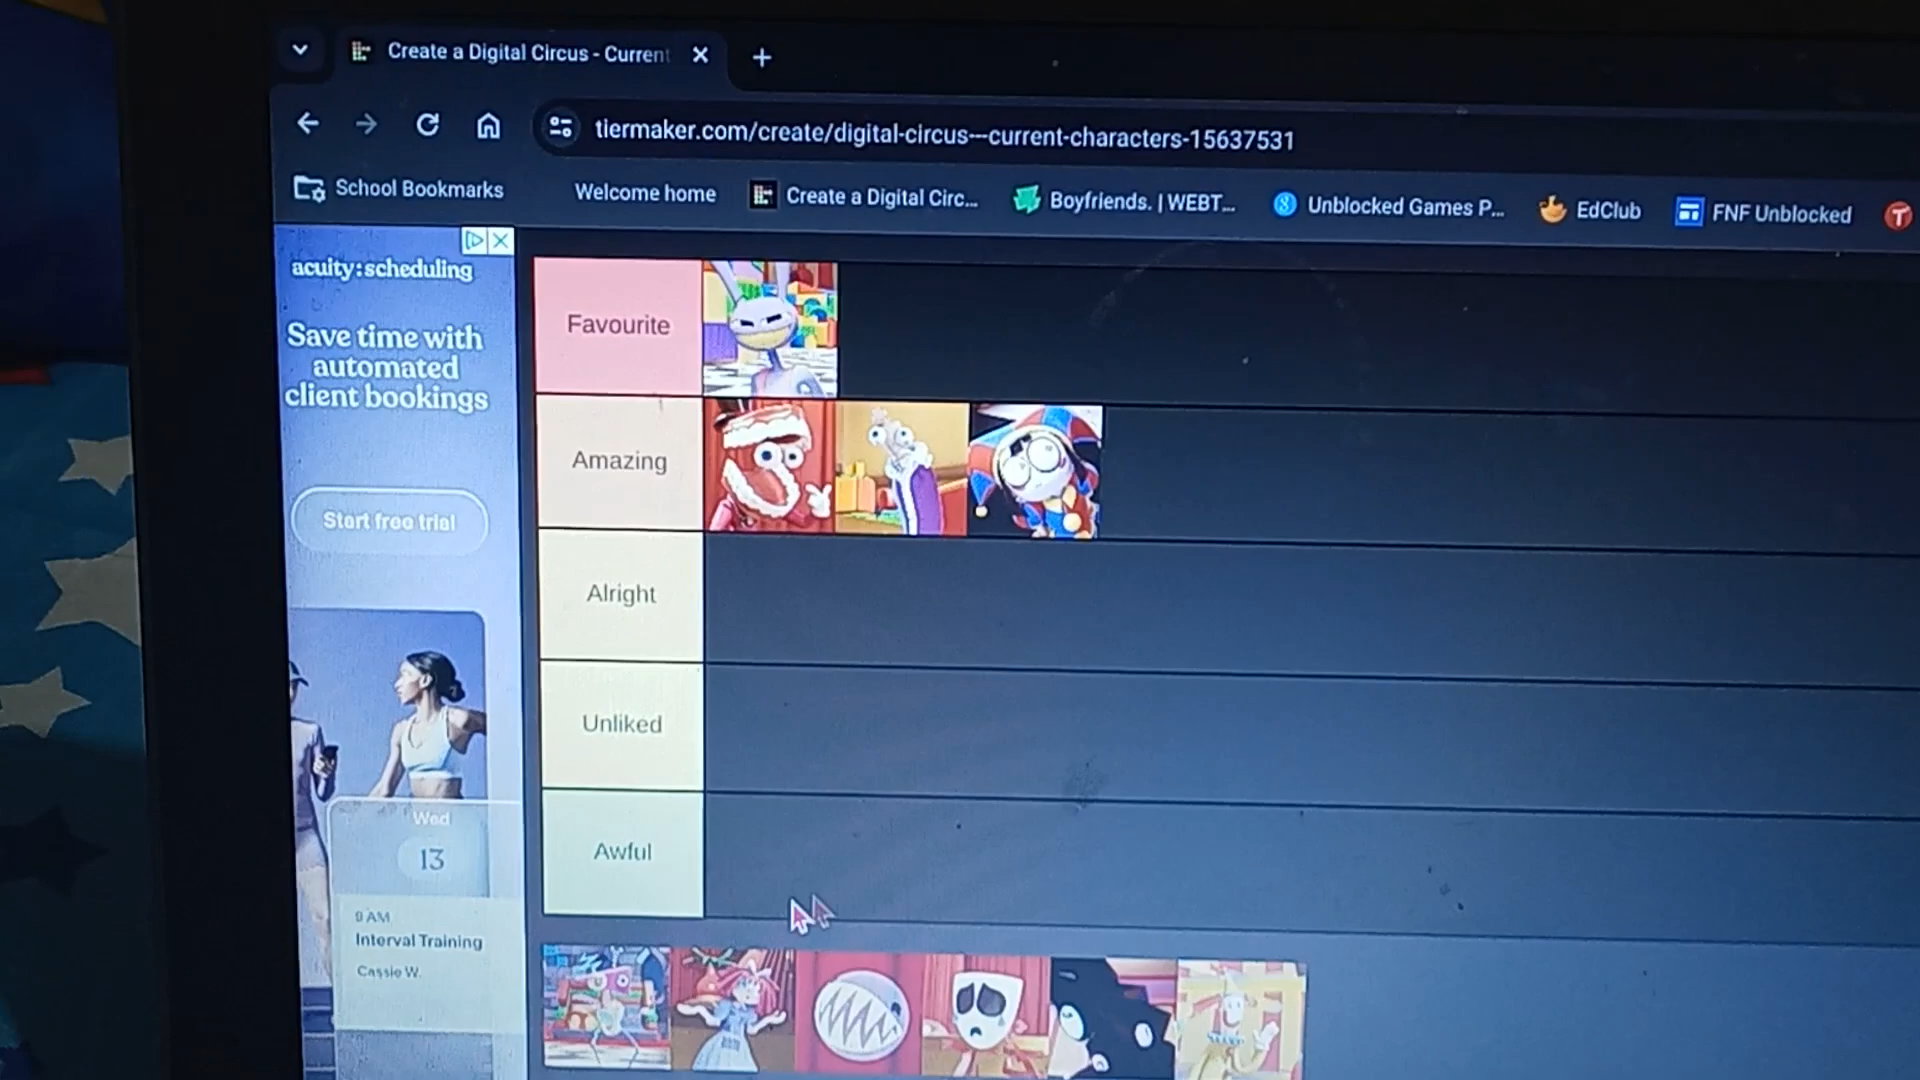 Create a Digital Circus - Current
tiermaker.com/create/digital-circus---current-characters-15637531
School Bookmarks
Welcome home
Create a Digital Circ...
Boyfriends. | WEBT...
Unblocked Games P...
EdClub
FNF Unblocked
acuity:scheduling
Save time with
automated
client bookings
Start free trial
Wed
13
9 AM
Interval Training
Cassie W.
Favourite
Amazing
Alright
Unliked
Awful